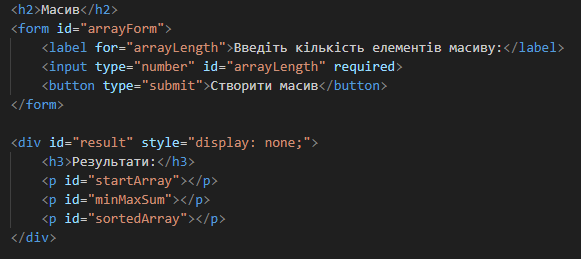 <h2>Масив</h2>
<form id="arrayForm">
<label for="arrayLength">Введіть кількість елементів масиву:</label>
<input type="number" id="arrayLength" required>
<button type="submit">Створити масив</button>
</form>
<div id="result" style="display: none;">
<h3>Результати:</h3>
<p id="startArray"></p>
<p id="minMaxSum"></p>
<p id="sortedArray"></p>
</div>